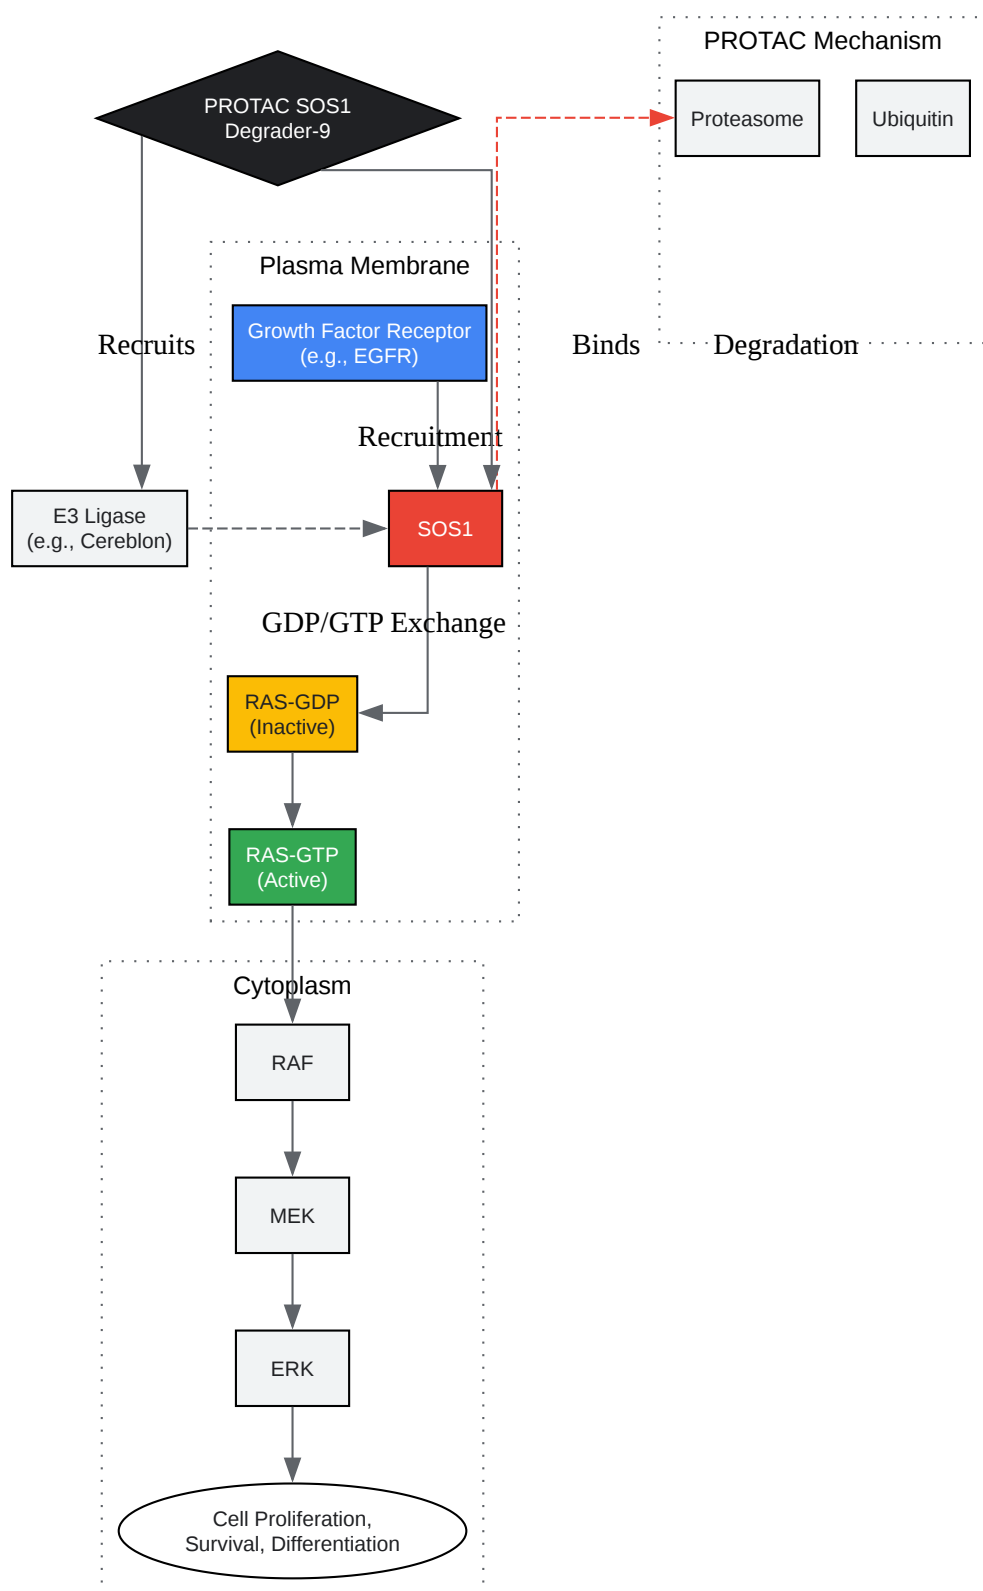 PROTAC Mechanism
PROTAC SOS1
Degrader-9
Proteasome
Ubiquitin
Plasma Membrane
Growth Factor Receptor
(e.g., EGFR)
Recruits
Binds
Degradation
Recruitment
E3 Ligase
(e.g., Cereblon)
SOS1
GDP/GTP Exchange
RAS-GDP
(Inactive)
RAS-GTP
(Active)
Cytoplasm
RAF
MEK
ERK
Cell Proliferation,
Survival, Differentiation